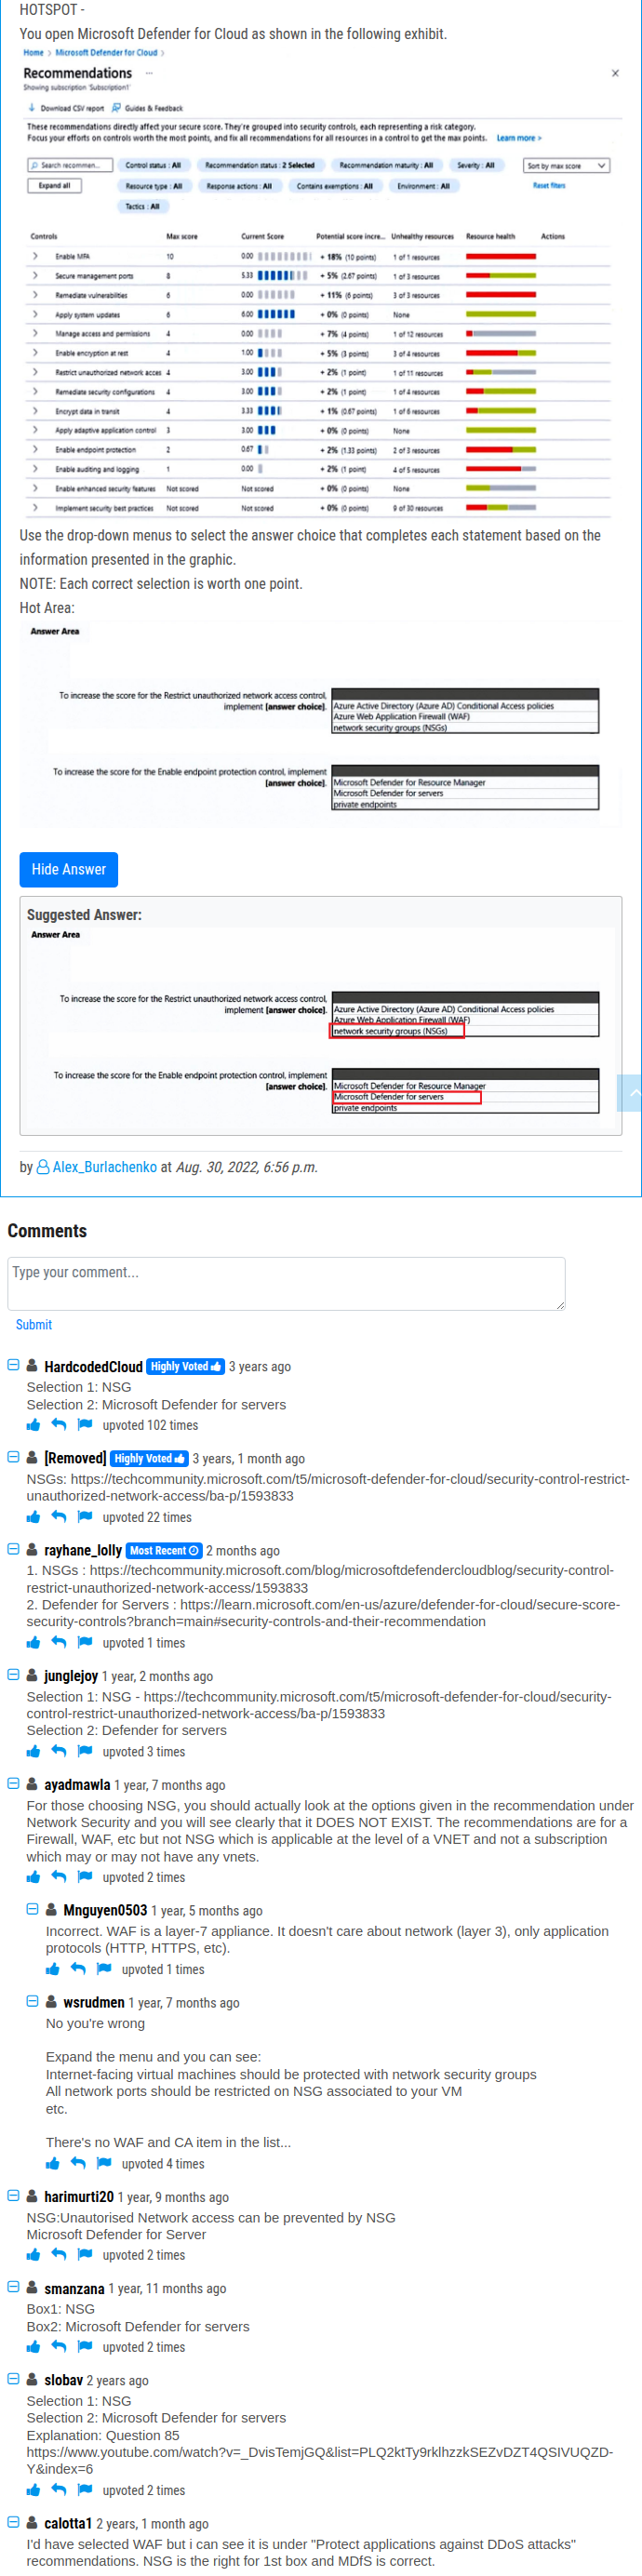 HOTSPOT -
You open Microsoft Defender for Cloud as shown in the following exhibit.
Home > Microsoft Defender for Cloud >
Recommendations ...
Showing subscription 'Subscription1'
Download CSV report Guides & Feedback
These recommendations directly affect your secure score. They're grouped into security controls, each representing a risk category.
Focus your efforts on controls worth the most points, and fix all recommendations for all resources in a control to get the max points. Learn more >
Search recommen... Control status : All Recommendation status : 2 Selected Recommendation maturity : All Severity : All Sort by max score
Expand all Resource type : All Response actions : All Contains exemptions : All Environment : All Reset filters
Tactics : All
Controls Max score Current Score Potential score incre... Unhealthy resources Resource health Actions
Enable MFA 10 0.00 + 18% (10 points) 1 of 1 resources
Secure management ports 8 5.33 + 5% (2.67 points) 1 of 3 resources
Remediate vulnerabilities 6 0.00 + 11% (6 points) 3 of 3 resources
Apply system updates 6 6.00 + 0% (0 points) None
Manage access and permissions 4 0.00 + 7% (4 points) 1 of 12 resources
Enable encryption at rest 4 1.00 + 5% (3 points) 3 of 4 resources
Restrict unauthorized network acces 4 3.00 + 2% (1 point) 1 of 11 resources
Remediate security configurations 4 3.00 + 2% (1 point) 1 of 4 resources
Encrypt data in transit 4 3.33 + 1% (0.67 points) 1 of 6 resources
Apply adaptive application control 3 3.00 + 0% (0 points) None
Enable endpoint protection 2 0.67 + 2% (1.33 points) 2 of 3 resources
Enable auditing and logging 1 0.00 + 2% (1 point) 4 of 5 resources
Enable enhanced security features Not scored Not scored + 0% (0 points) None
Implement security best practices Not scored Not scored + 0% (0 points) 9 of 30 resources
Use the drop-down menus to select the answer choice that completes each statement based on the
information presented in the graphic.
NOTE: Each correct selection is worth one point.
Hot Area:
Answer Area
To increase the score for the Restrict unauthorized network access control,
implement [answer choice].
Azure Active Directory (Azure AD) Conditional Access policies
Azure Web Application Firewall (WAF)
network security groups (NSGs)
To increase the score for the Enable endpoint protection control, implement
[answer choice].
Microsoft Defender for Resource Manager
Microsoft Defender for servers
private endpoints
Hide Answer
Suggested Answer:
Answer Area
To increase the score for the Restrict unauthorized network access control,
implement [answer choice].
Azure Active Directory (Azure AD) Conditional Access policies
Azure Web Application Firewall (WAF)
network security groups (NSGs)
To increase the score for the Enable endpoint protection control, implement
[answer choice].
Microsoft Defender for Resource Manager
Microsoft Defender for servers
private endpoints
by Alex_Burlachenko at Aug. 30, 2022, 6:56 p.m.
Comments
Type your comment...
Submit
HardcodedCloud Highly Voted 3 years ago
Selection 1: NSG
Selection 2: Microsoft Defender for servers
upvoted 102 times
[Removed] Highly Voted 3 years, 1 month ago
NSGs: https://techcommunity.microsoft.com/t5/microsoft-defender-for-cloud/security-control-restrict-
unauthorized-network-access/ba-p/1593833
upvoted 22 times
rayhane_lolly Most Recent 2 months ago
1. NSGs : https://techcommunity.microsoft.com/blog/microsoftdefendercloudblog/security-control-
restrict-unauthorized-network-access/1593833
2. Defender for Servers : https://learn.microsoft.com/en-us/azure/defender-for-cloud/secure-score-
security-controls?branch=main#security-controls-and-their-recommendation
upvoted 1 times
junglejoy 1 year, 2 months ago
Selection 1: NSG - https://techcommunity.microsoft.com/t5/microsoft-defender-for-cloud/security-
control-restrict-unauthorized-network-access/ba-p/1593833
Selection 2: Defender for servers
upvoted 3 times
ayadmawla 1 year, 7 months ago
For those choosing NSG, you should actually look at the options given in the recommendation under
Network Security and you will see clearly that it DOES NOT EXIST. The recommendations are for a
Firewall, WAF, etc but not NSG which is applicable at the level of a VNET and not a subscription
which may or may not have any vnets.
upvoted 2 times
Mnguyen0503 1 year, 5 months ago
Incorrect. WAF is a layer-7 appliance. It doesn't care about network (layer 3), only application
protocols (HTTP, HTTPS, etc).
upvoted 1 times
wsrudmen 1 year, 7 months ago
No you're wrong
Expand the menu and you can see:
Internet-facing virtual machines should be protected with network security groups
All network ports should be restricted on NSG associated to your VM
etc.
There's no WAF and CA item in the list...
upvoted 4 times
harimurti20 1 year, 9 months ago
NSG:Unautorised Network access can be prevented by NSG
Microsoft Defender for Server
upvoted 2 times
smanzana 1 year, 11 months ago
Box1: NSG
Box2: Microsoft Defender for servers
upvoted 2 times
slobav 2 years ago
Selection 1: NSG
Selection 2: Microsoft Defender for servers
Explanation: Question 85
https://www.youtube.com/watch?v=_DvisTemjGQ&list=PLQ2ktTy9rklhzzkSEZvDZT4QSIVUQZD-
Y&index=6
upvoted 2 times
calotta1 2 years, 1 month ago
I'd have selected WAF but i can see it is under "Protect applications against DDoS attacks"
recommendations. NSG is the right for 1st box and MDfS is correct.